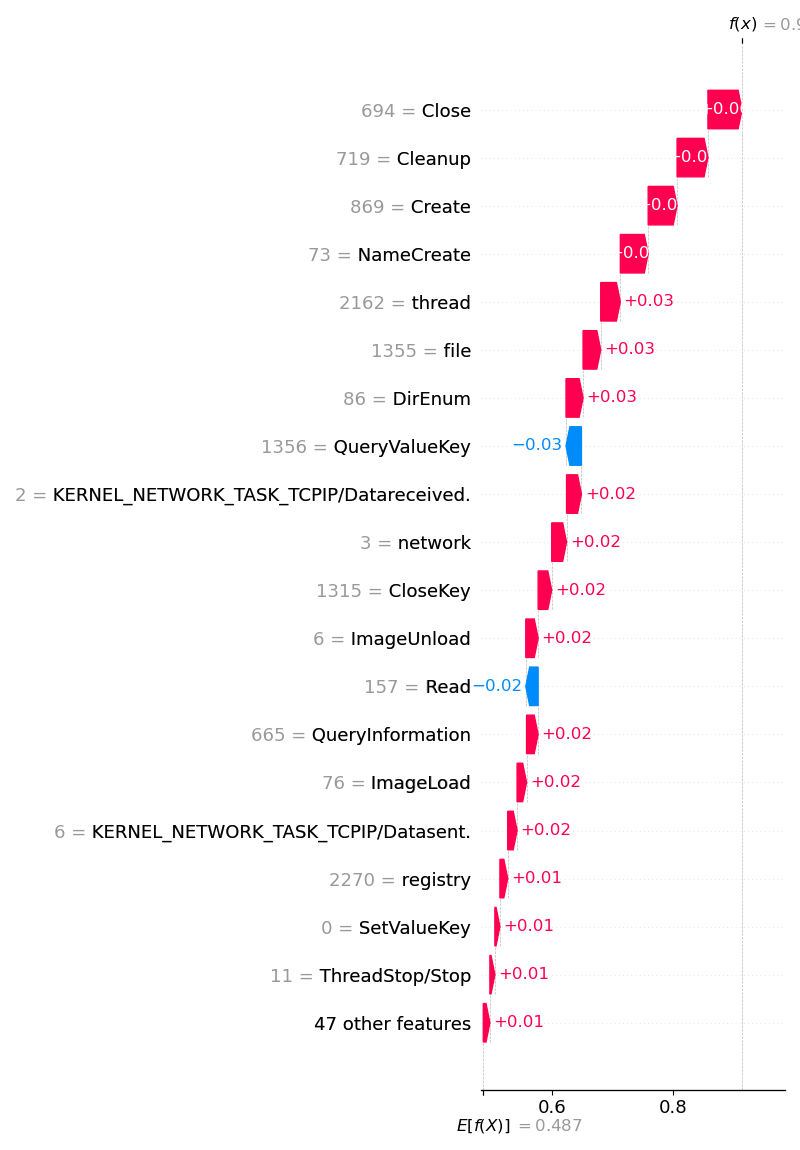 f(x) = 0.9
694 = Close
719 = Cleanup
869 = Create
73 = NameCreate
2162 = thread +0.03
1355 = file +0.03
86 = DirEnum +0.03
1356 = QueryValueKey −0.03
2 = KERNEL_NETWORK_TASK_TCPIP/Datareceived. +0.02
3 = network +0.02
1315 = CloseKey +0.02
6 = ImageUnload +0.02
157 = Read −0.02
665 = QueryInformation +0.02
76 = ImageLoad +0.02
6 = KERNEL_NETWORK_TASK_TCPIP/Datasent. +0.02
2270 = registry +0.01
0 = SetValueKey +0.01
11 = ThreadStop/Stop +0.01
47 other features +0.01
0.6 0.8
E[f(X)] = 0.487